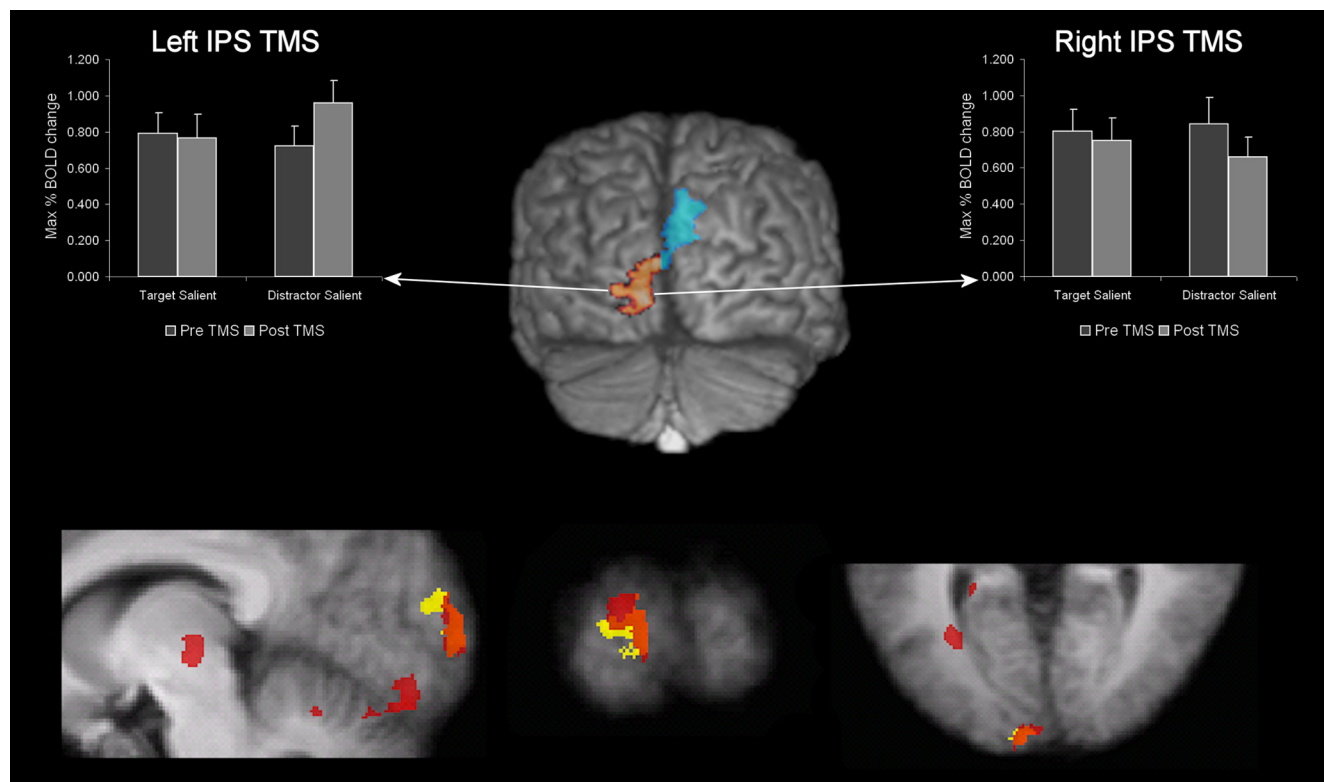 Left IPS TMS
Max % BOLD change
1.200
1.000
0.800
0.600
0.400
0.200
0.000
Target Salient Distractor Salient
Pre TMS Post TMS
Right IPS TMS
Max % BOLD change
1.200
1.000
0.800
0.600
0.400
0.200
0.000
Target Salient Distractor Salient
Pre TMS Post TMS